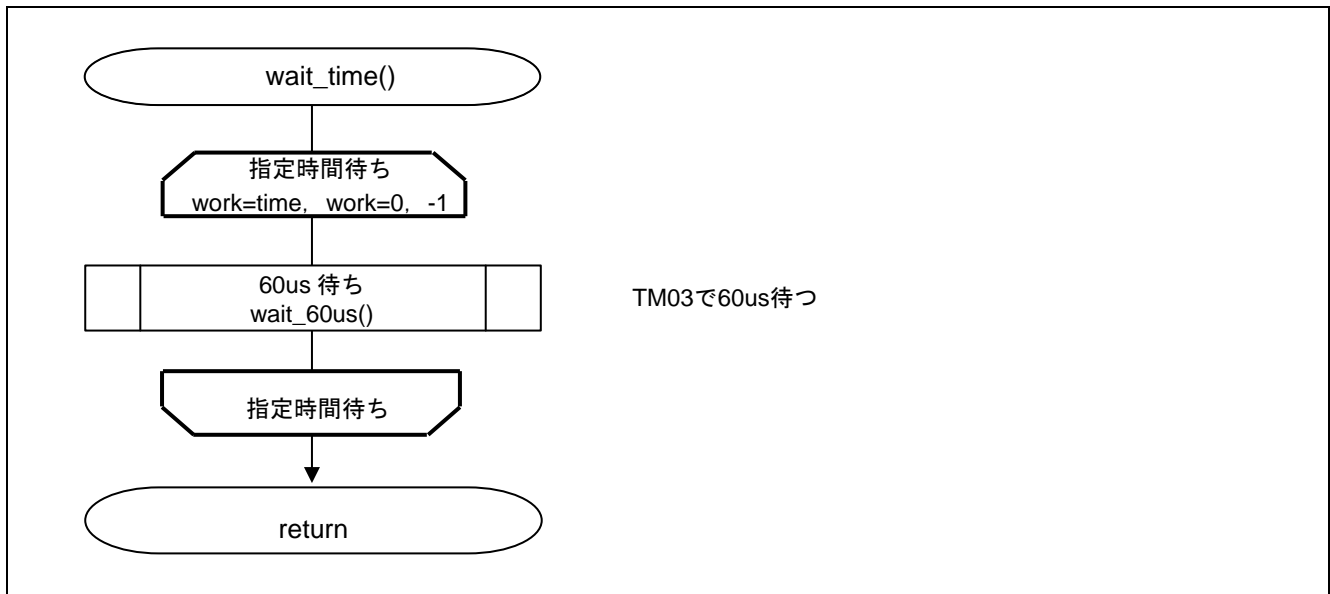 wait_time()
指定時間待ち
work=time, work=0, -1
60us 待ち
wait_60us()
TM03で60us待つ
指定時間待ち
return